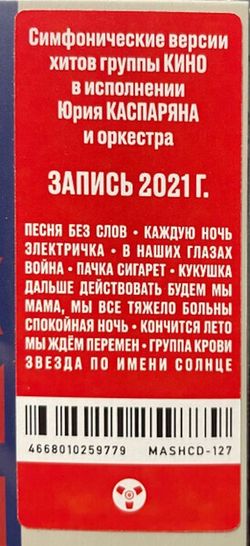 Симфонические версии
хитов группы КИНО
в исполнении
Юрия КАСПАРЯНА
и оркестра
ЗАПИСЬ 2021 Г.
ПЕСНЯ БЕЗ СЛОВ • КАЖДУЮ НОЧЬ
ЭЛЕКТРИЧКА • В НАШИХ ГЛАЗАХ
ВОЙНА • ПАЧКА СИГАРЕТ • КУКУШКА
ДАЛЬШЕ ДЕЙСТВОВАТЬ БУДЕМ МЫ
МАМА, МЫ ВСЕ ТЯЖЕЛО БОЛЬНЫ
СПОКОЙНАЯ НОЧЬ • КОНЧИТСЯ ЛЕТО
МЫ ЖДЁМ ПЕРЕМЕН • ГРУППА КРОВИ
ЗВЕЗДА ПО ИМЕНИ СОЛНЦЕ
4668010259779 MASHCD-127